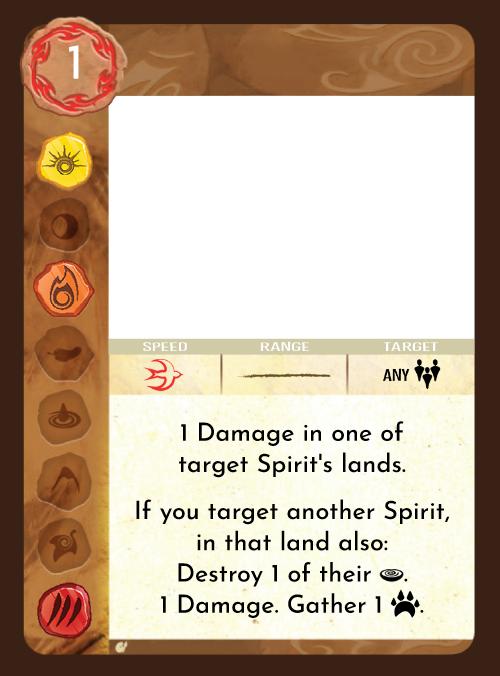 1
SPEED RANGE TARGET
ANY
1 Damage in one of
target Spirit's lands.
If you target another Spirit,
in that land also:
Destroy 1 of their .
1 Damage. Gather 1 .